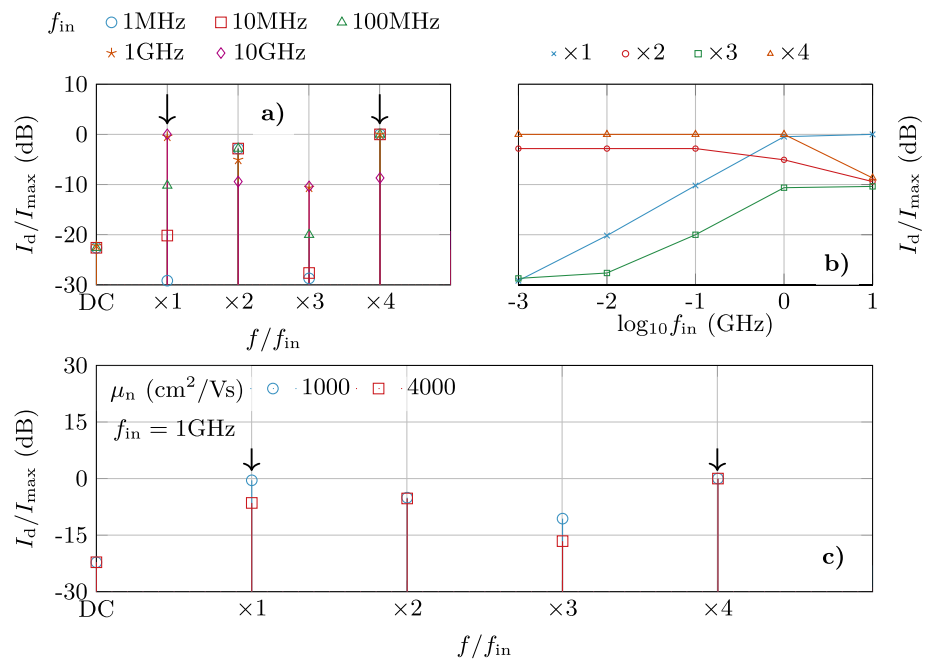 f_in 1MHz 10MHz 100MHz
1GHz 10GHz
×1 ×2 ×3 ×4
10
0
-10
-20
-30
I_d/I_max (dB)
a)
DC ×1 ×2 ×3 ×4
f/f_in
I_d/I_max (dB)
b)
-3 -2 -1 0 1
log₁₀f_in (GHz)
30
15
0
-15
-30
I_d/I_max (dB)
μ_n (cm²/Vs) 1000 4000
f_in = 1GHz
c)
DC ×1 ×2 ×3 ×4
f/f_in